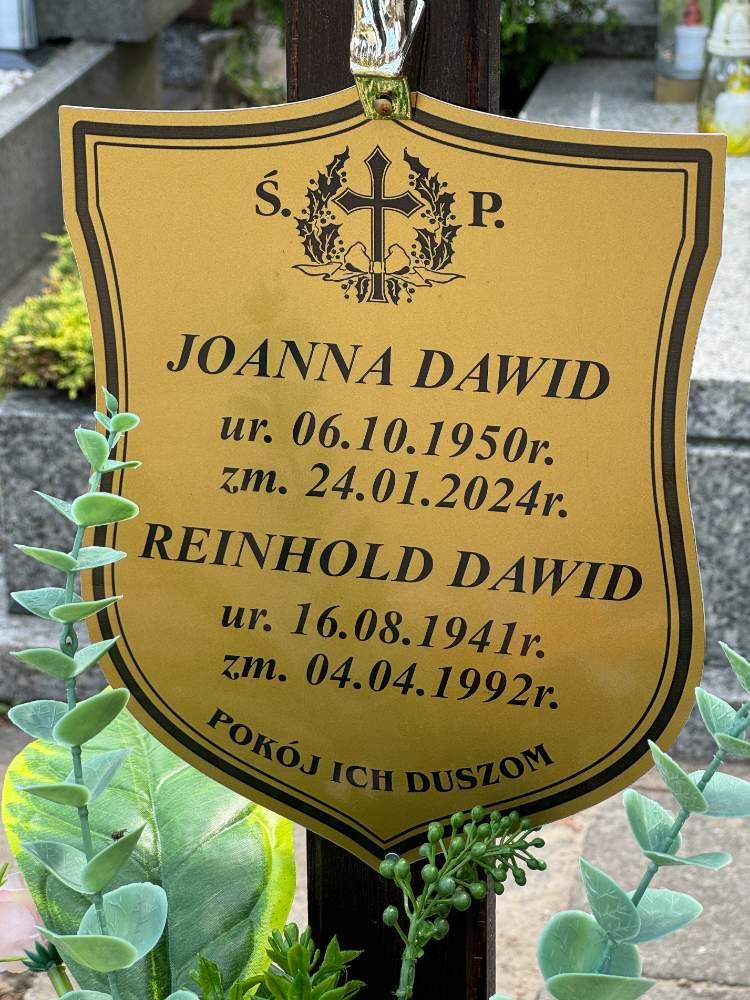 Ś. P.
JOANNA DAWID
ur. 06.10.1950r.
zm. 24.01.2024r.
REINHOLD DAWID
ur. 16.08.1941r.
zm. 04.04.1992r.
POKÓJ ICH DUSZOM